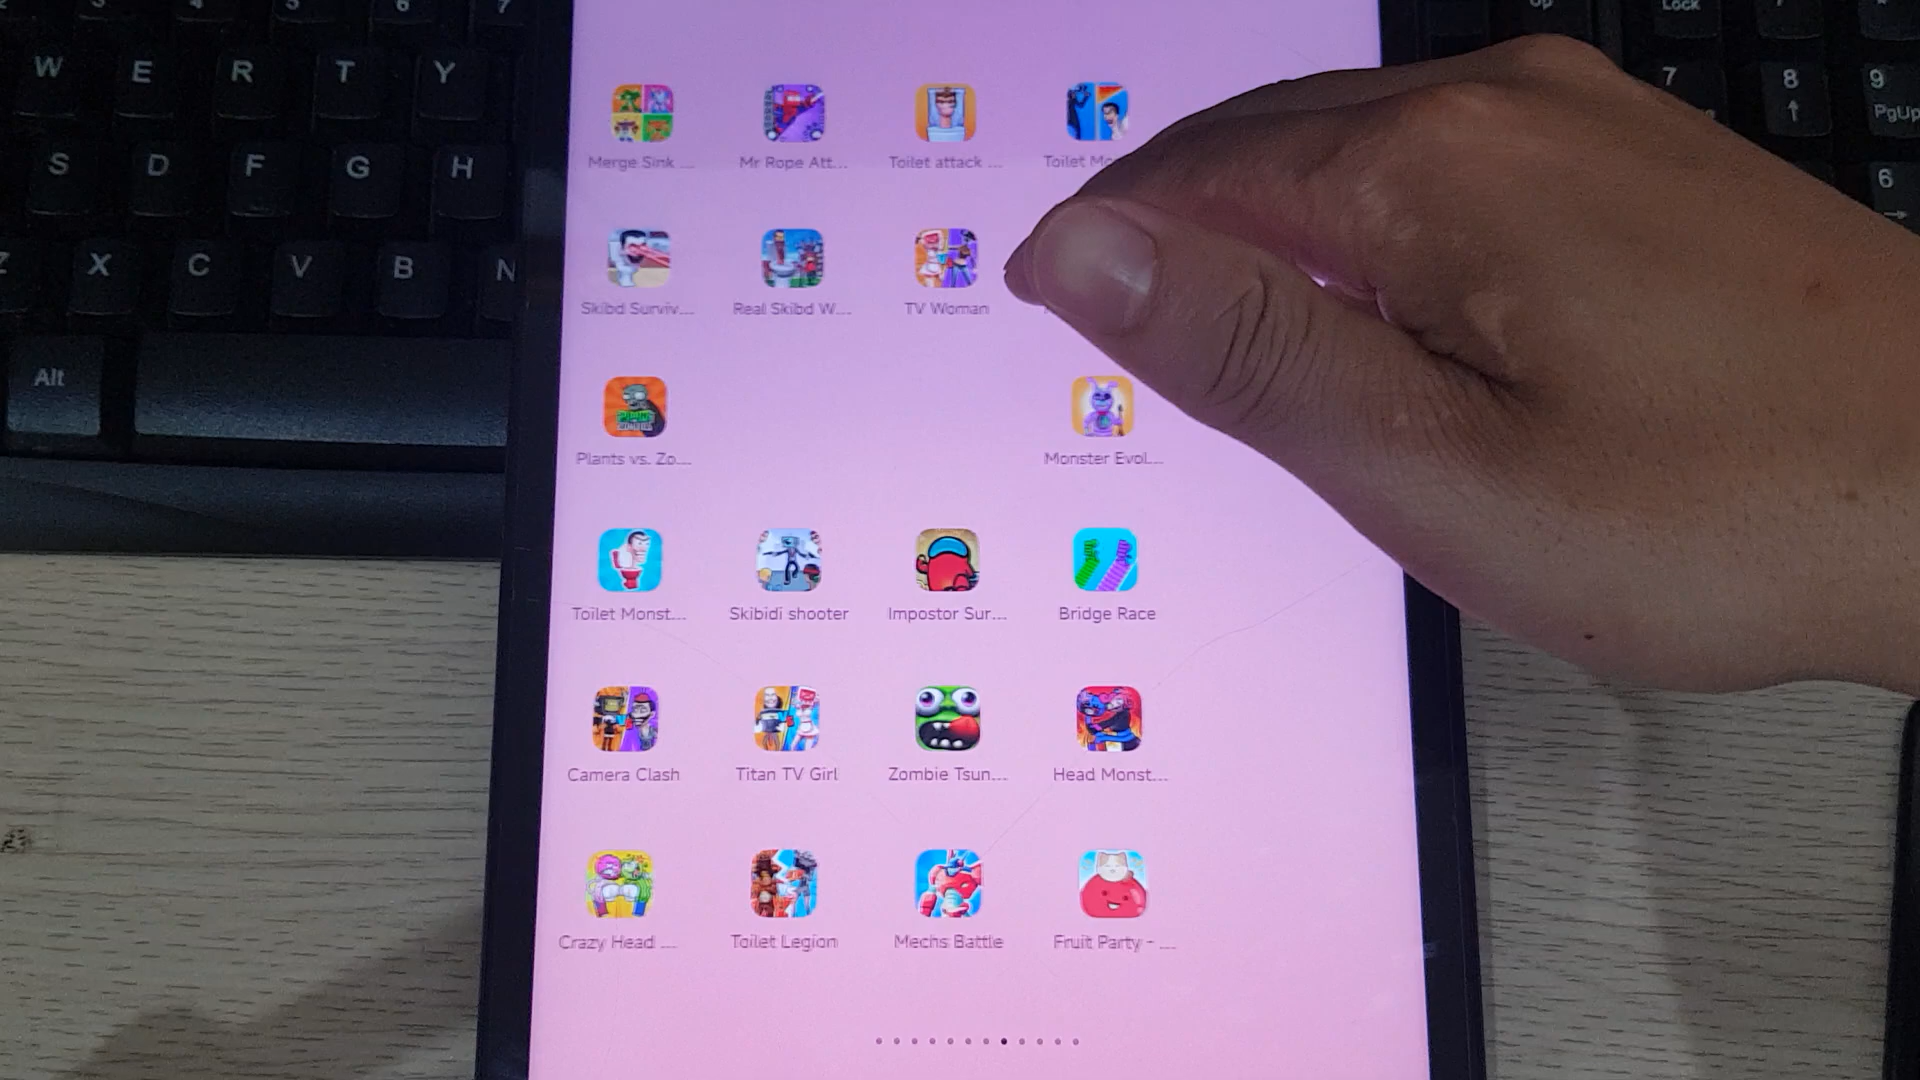 W E R T Y
Up
Lock
7
8
9
PgUp
S D F G H
6
X C V B N
Alt
Merge Sink ....
Mr Rope Att...
Toilet attack ...
Toilet
Skibd Surviv...
Real Skibd W...
TV Woman
Plants vs. Zo...
Monster Evol...
Toilet Monst...
Skibidi shooter
Impostor Sur...
Bridge Race
Camera Clash
Titan TV Girl
Zombie Tsun...
Head Monst...
Crazy Head ....
Toilet Legion
Mechs Battle
Fruit Party - ....